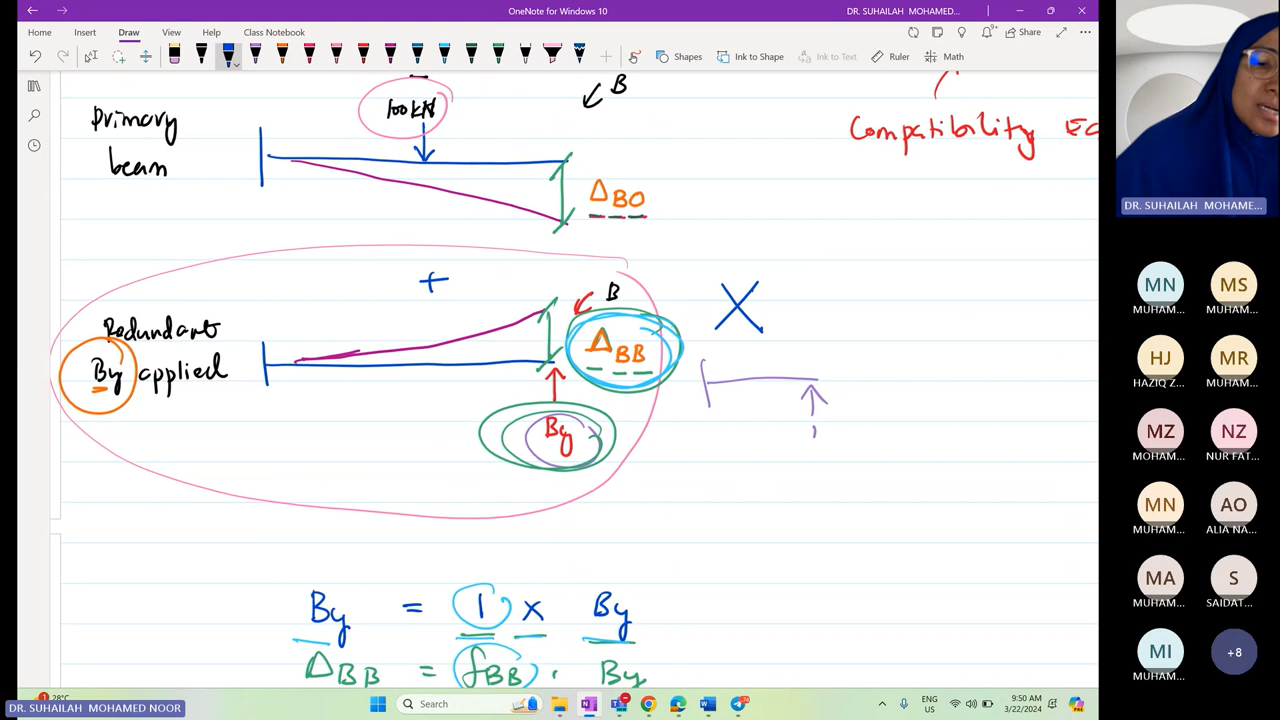 OneNote for Windows 10
DR. SUHAILAH MOHAMED...
Home Insert Draw View Help Class Notebook
Share
Shapes Ink to Shape Ink to Text Ruler Math
B
100kN
Primary
beam
Compatibility Eq
ΔBO
+
B
X
Redundant
By applied
ΔBB
By
1
By = 1 x By
ΔBB = fBB . By
DR. SUHAILAH MOHAME...
MN MS
MUHAM... MUHAM...
HJ MR
HAZIQ Z... MUHAM...
MZ NZ
MOHAM... NUR FAT...
MN AO
MUHAM... ALIA NA...
MA S
MUHAM... SAIDAT...
MI +8
MUHAM...
28°C
Search
ENG
US
9:50 AM
3/22/2024
DR. SUHAILAH MOHAMED NOOR